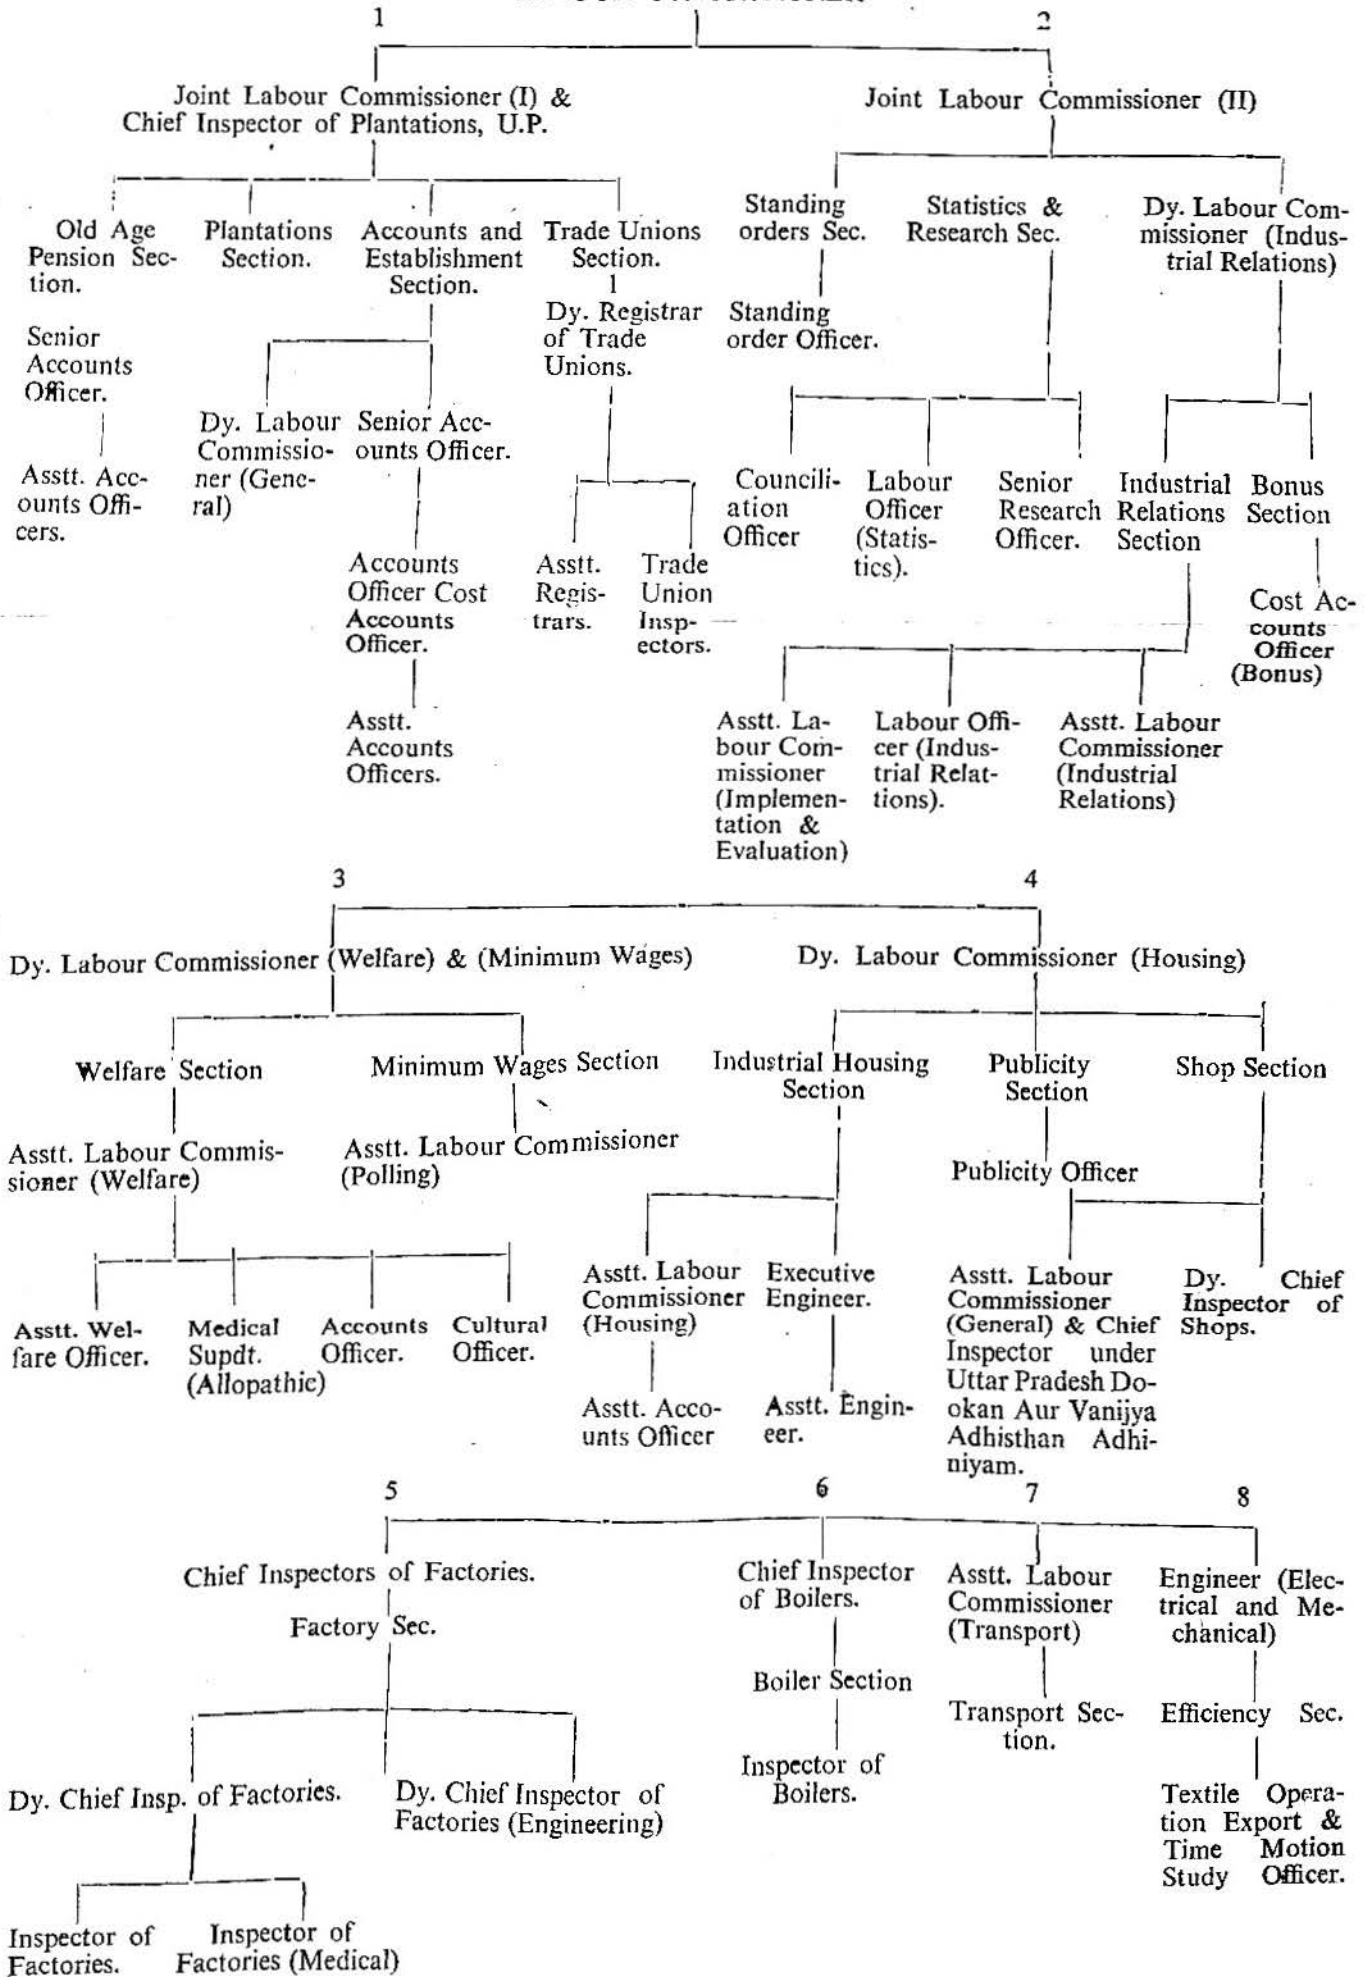 1
2
Joint Labour Commissioner (I) &
Chief Inspector of Plantations, U.P.
Joint Labour Commissioner (II)
Old Age
Pension Sec-
tion.
Plantations
Section.
Accounts and
Establishment
Section.
Trade Unions
Section.
Standing
orders Sec.
Statistics &
Research Sec.
Dy. Labour Com-
missioner (Indus-
trial Relations)
Senior
Accounts
Officer.
Dy. Registrar
of Trade
Unions.
Standing
order Officer.
Asstt. Acc-
ounts Offi-
cers.
Dy. Labour
Commissio-
ner (Gene-
ral)
Senior Acc-
ounts Officer.
Accounts
Officer Cost
Accounts
Officer.
Asstt.
Accounts
Officers.
Asstt.
Regis-
trars.
Trade
Union
Insp-
ectors.
Councili-
ation
Officer
Labour
Officer
(Statis-
tics).
Senior
Research
Officer.
Industrial
Relations
Section
Bonus
Section
Cost Ac-
counts
Officer
(Bonus)
Asstt. La-
bour Com-
missioner
(Implemen-
tation &
Evaluation)
Labour Offi-
cer (Indus-
trial Relat-
tions).
Asstt. Labour
Commissioner
(Industrial
Relations)
3
4
Dy. Labour Commissioner (Welfare) & (Minimum Wages)
Dy. Labour Commissioner (Housing)
Welfare Section
Minimum Wages Section
Industrial Housing
Section
Publicity
Section
Shop Section
Asstt. Labour Commis-
sioner (Welfare)
Asstt. Labour Commissioner
(Polling)
Publicity Officer
Asstt. Wel-
fare Officer.
Medical
Supdt.
(Allopathic)
Accounts
Officer.
Cultural
Officer.
Asstt. Labour
Commissioner
(Housing)
Executive
Engineer.
Asstt. Labour
Commissioner
(General) & Chief
Inspector under
Uttar Pradesh Do-
okan Aur Vanijya
Adhisthan Adhi-
niyam.
Dy. Chief
Inspector of
Shops.
Asstt. Acco-
unts Officer
Asstt. Engin-
eer.
5
6
7
8
Chief Inspectors of Factories.
Factory Sec.
Chief Inspector
of Boilers.
Boiler Section
Inspector of
Boilers.
Asstt. Labour
Commissioner
(Transport)
Transport Sec-
tion.
Engineer (Elec-
trical and Me-
chanical)
Efficiency Sec.
Textile Opera-
tion Export &
Time Motion
Study Officer.
Dy. Chief Insp. of Factories.
Dy. Chief Inspector of
Factories (Engineering)
Inspector of
Factories.
Inspector of
Factories (Medical)